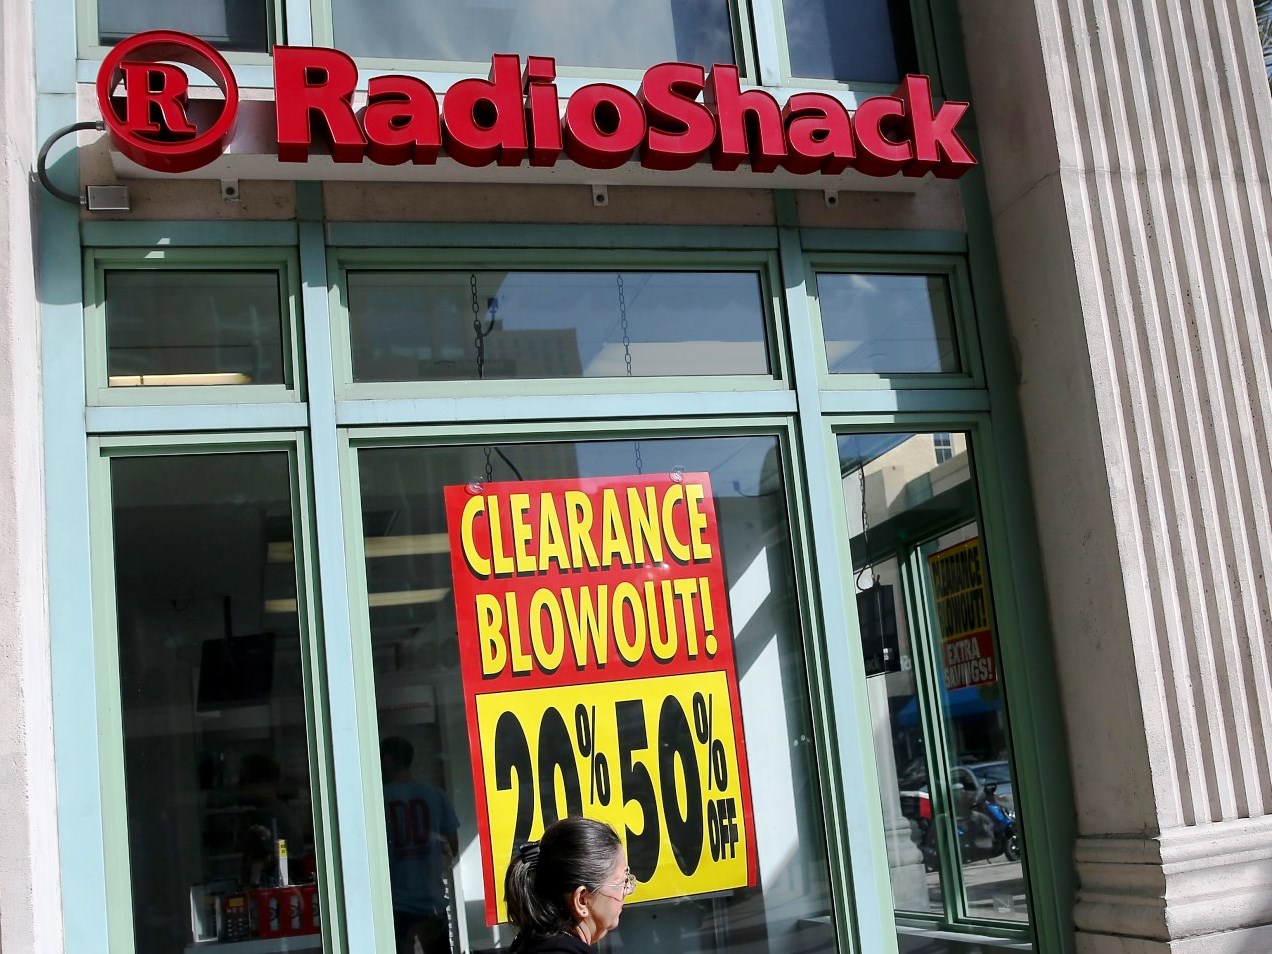 R RadioShack
CLEARANCE
BLOWOUT!
20% 50%
OFF
CLEARANCE
BLOWOUT!
EXTRA
SAVINGS!